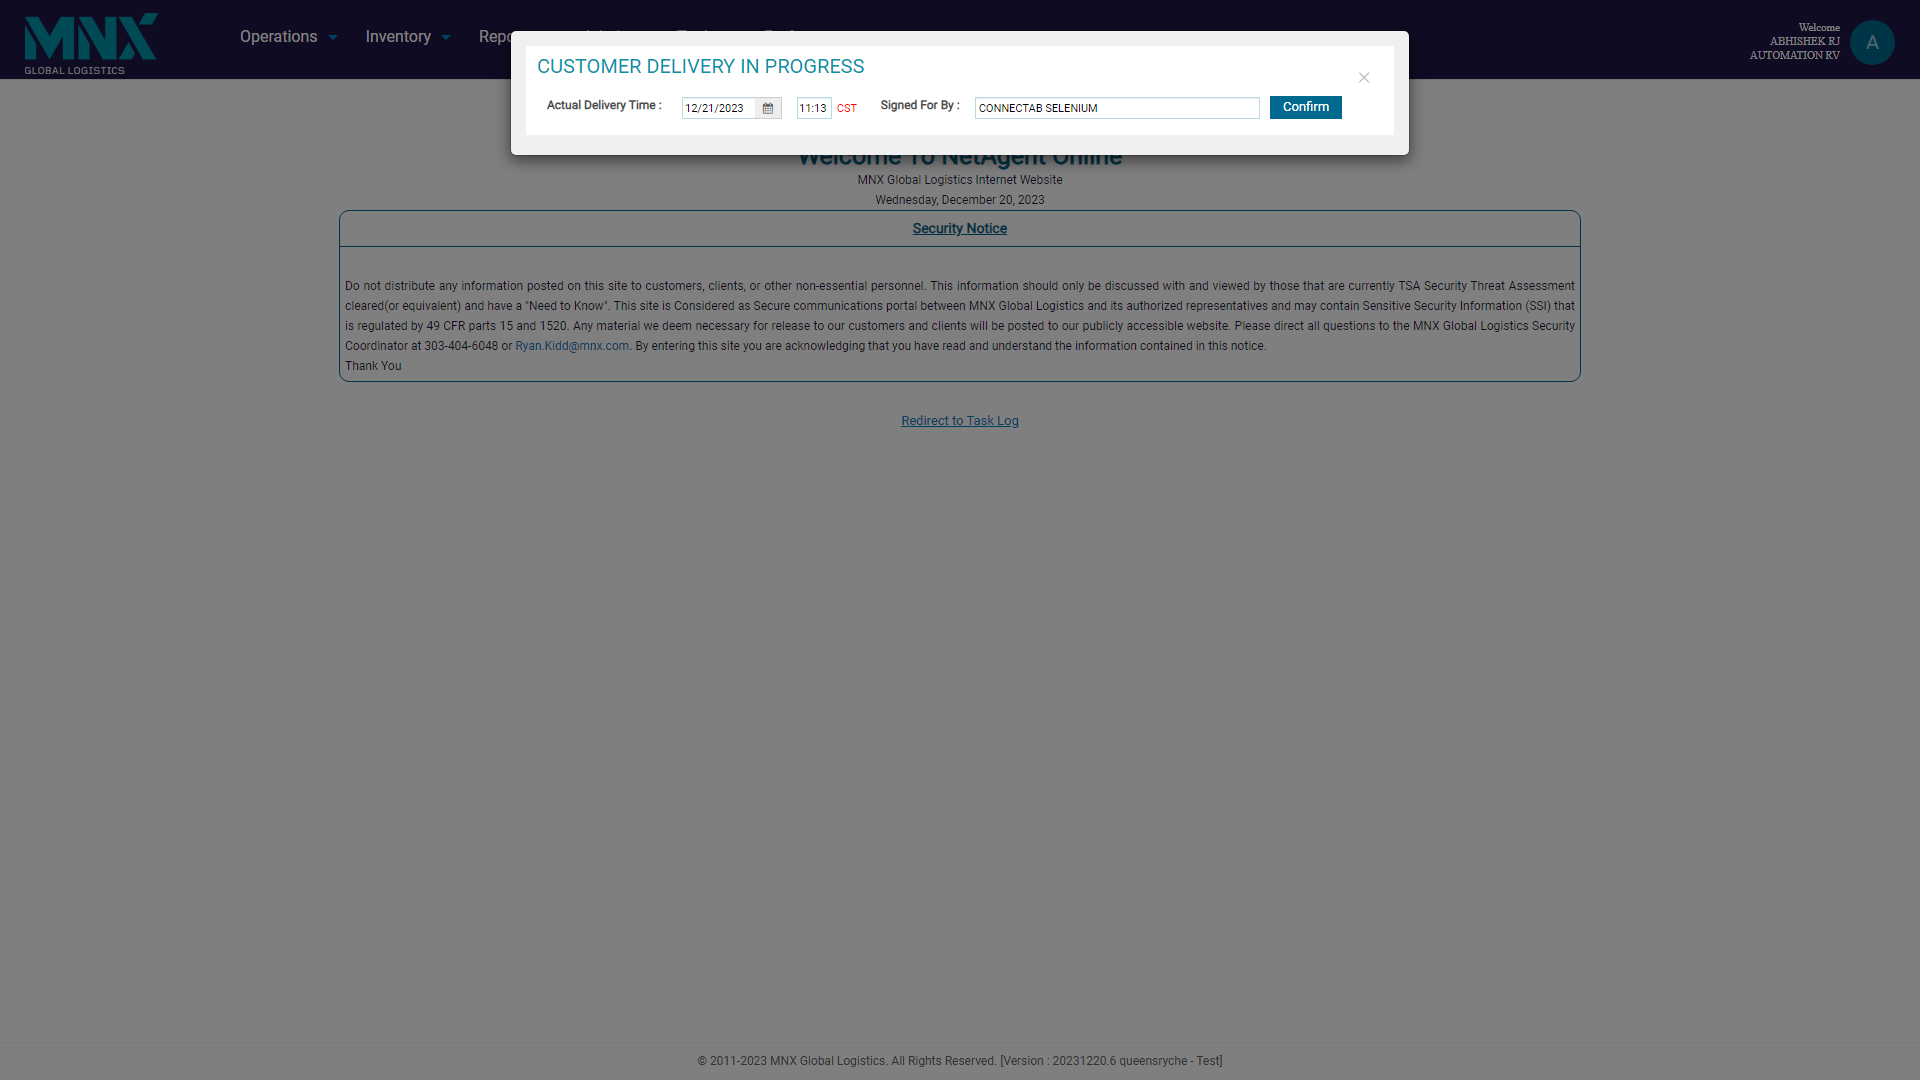 MNX
GLOBAL LOGISTICS
Operations
Inventory
Repo
Welcome
ABHISHEK RJ
AUTOMATION RV
A
CUSTOMER DELIVERY IN PROGRESS
×
Actual Delivery Time :
12/21/2023
11:13
CST
Signed For By :
CONNECTAB SELENIUM
Confirm
Welcome To NetAgent Online
MNX Global Logistics Internet Website
Wednesday, December 20, 2023
Security Notice
Do not distribute any information posted on this site to customers, clients, or other non-essential personnel. This information should only be discussed with and viewed by those that are currently TSA Security Threat Assessment
cleared(or equivalent) and have a "Need to Know". This site is Considered as Secure communications portal between MNX Global Logistics and its authorized representatives and may contain Sensitive Security Information (SSI) that
is regulated by 49 CFR parts 15 and 1520. Any material we deem necessary for release to our customers and clients will be posted to our publicly accessible website. Please direct all questions to the MNX Global Logistics Security
Coordinator at 303-404-6048 or Ryan.Kidd@mnx.com. By entering this site you are acknowledging that you have read and understand the information contained in this notice.
Thank You
Redirect to Task Log
© 2011-2023 MNX Global Logistics. All Rights Reserved. [Version : 20231220.6 queensryche - Test]